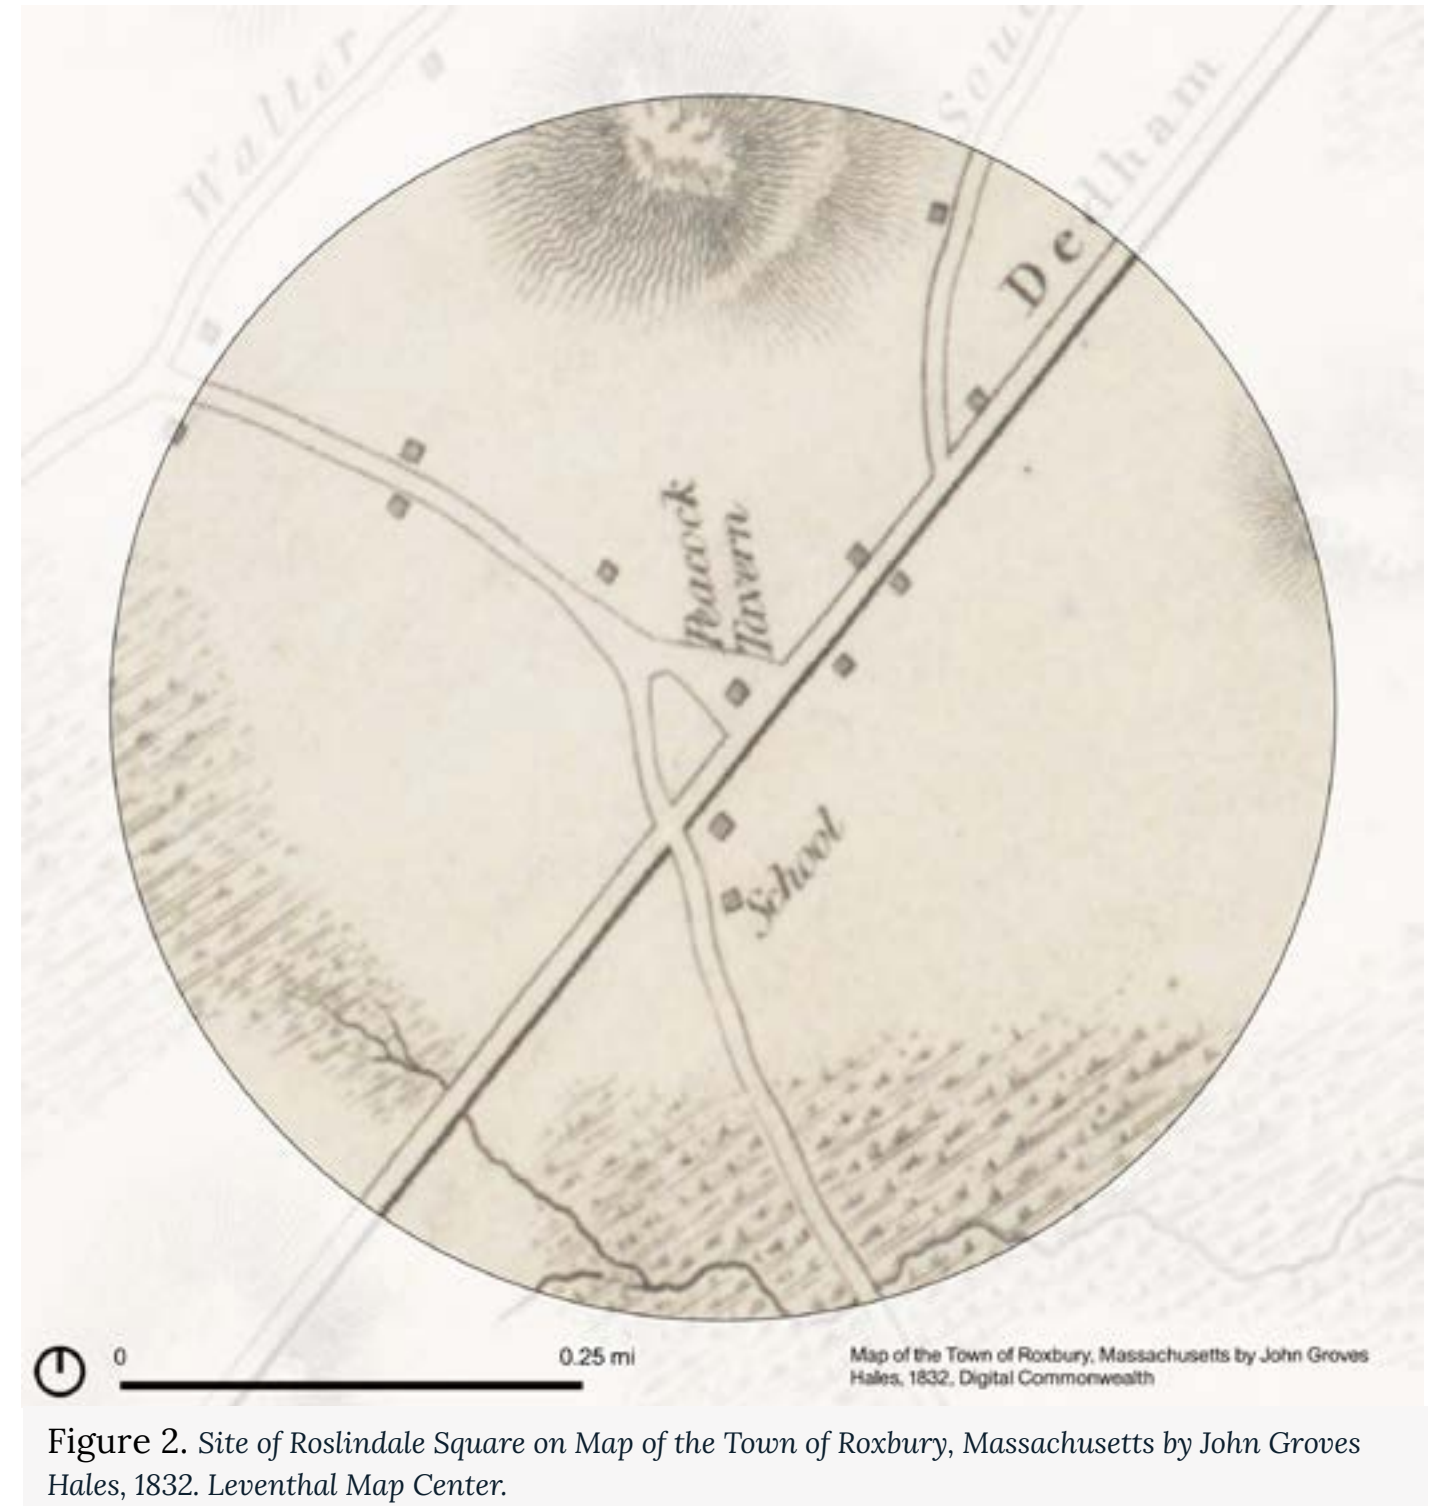 Walter
Sou
Dedham
Peacock
Tavern
School
0
0.25 mi
Map of the Town of Roxbury, Massachusetts by John Groves
Hales, 1832, Digital Commonwealth
Figure 2. Site of Roslindale Square on Map of the Town of Roxbury, Massachusetts by John Groves
Hales, 1832. Leventhal Map Center.